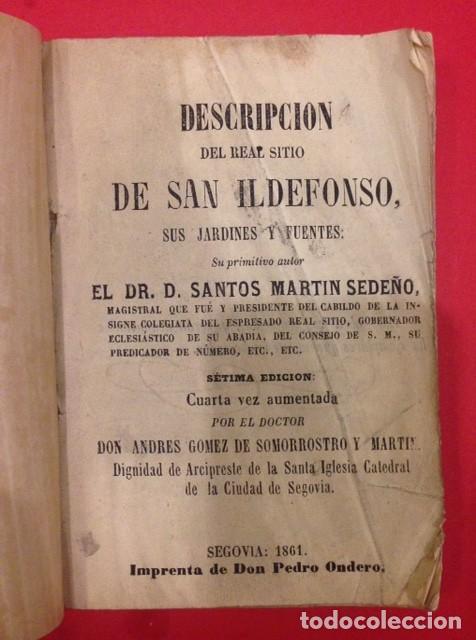 DESCRIPCION
DEL REAL SITIO
DE SAN ILDEFONSO,
SUS JARDINES Y FUENTES:
Su primitivo autor
EL DR. D. SANTOS MARTIN SEDEÑO,
MAGISTRAL QUE FUÉ Y PRESIDENTE DEL CABILDO DE LA IN-
SIGNE COLEGIATA DEL ESPRESADO REAL SITIO, GOBERNADOR
ECLESIÁSTICO DE SU ABADIA, DEL CONSEJO DE S. M., SU
PREDICADOR DE NÚMERO, ETC., ETC.
SÉTIMA EDICION:
Cuarta vez aumentada
POR EL DOCTOR
DON ANDRES GOMEZ DE SOMORROSTRO Y MARTIN.
Dignidad de Arcipreste de la Santa Iglesia Catedral
de la Ciudad de Segovia.
SEGOVIA: 1861.
Imprenta de Don Pedro Ondero.
todocoleccion